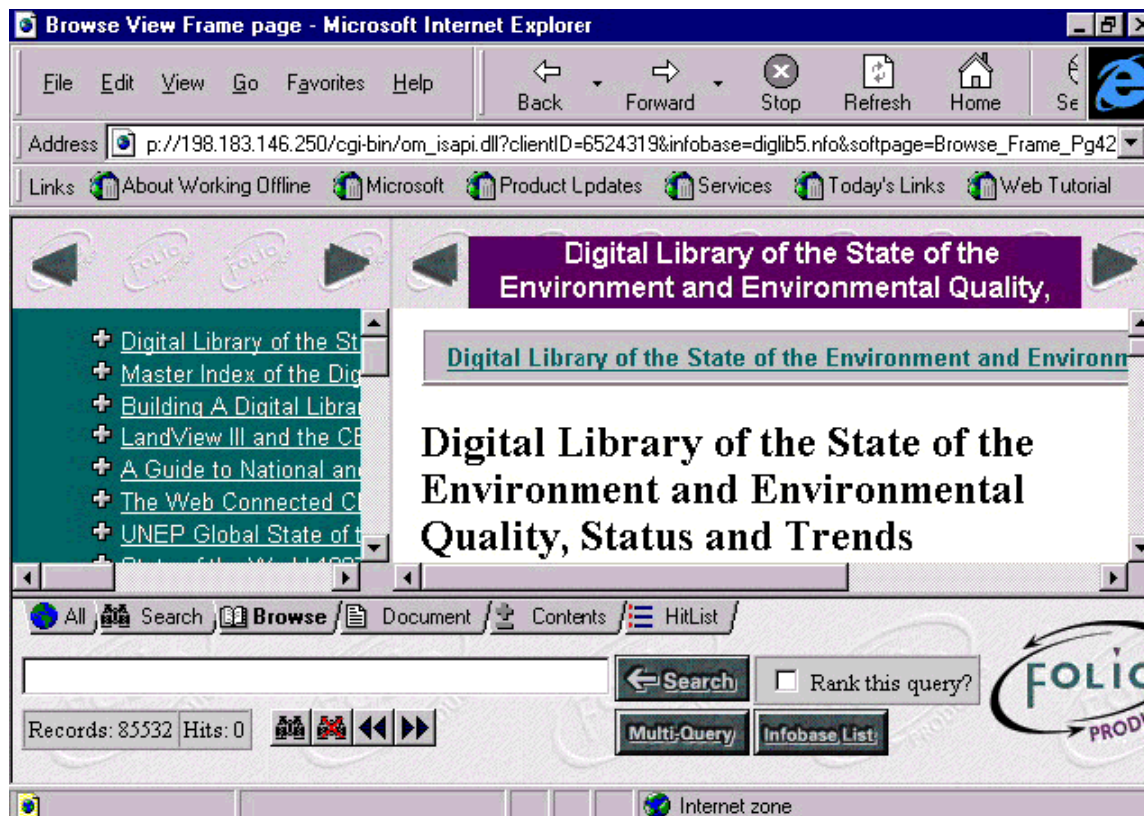 Browse View Frame page - Microsoft Internet Explorer
File Edit View Go Favorites Help
Back Forward Stop Refresh Home Se
Address p://198.183.146.250/cgi-bin/om_isapi.dll?clientID=6524319&infobase=diglib5.nfo&softpage=Browse_Frame_Pg42
Links About Working Offline Microsoft Product Updates Services Today's Links Web Tutorial
Digital Library of the State of the
Environment and Environmental Quality,
Digital Library of the St
Master Index of the Dig
Building A Digital Librar
LandView III and the CE
A Guide to National an
The Web Connected
UNEP Global State of t
Digital Library of the State of the Environment and Environm
Digital Library of the State of the
Environment and Environmental
Quality, Status and Trends
All Search Browse Document Contents HitList
Search Rank this query?
Records: 85532 Hits: 0
Multi-Query Infobase List
FOLIO
PROD
Internet zone